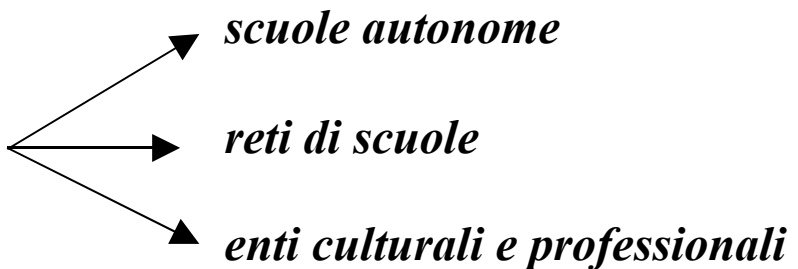 scuole autonome
reti di scuole
enti culturali e professionali